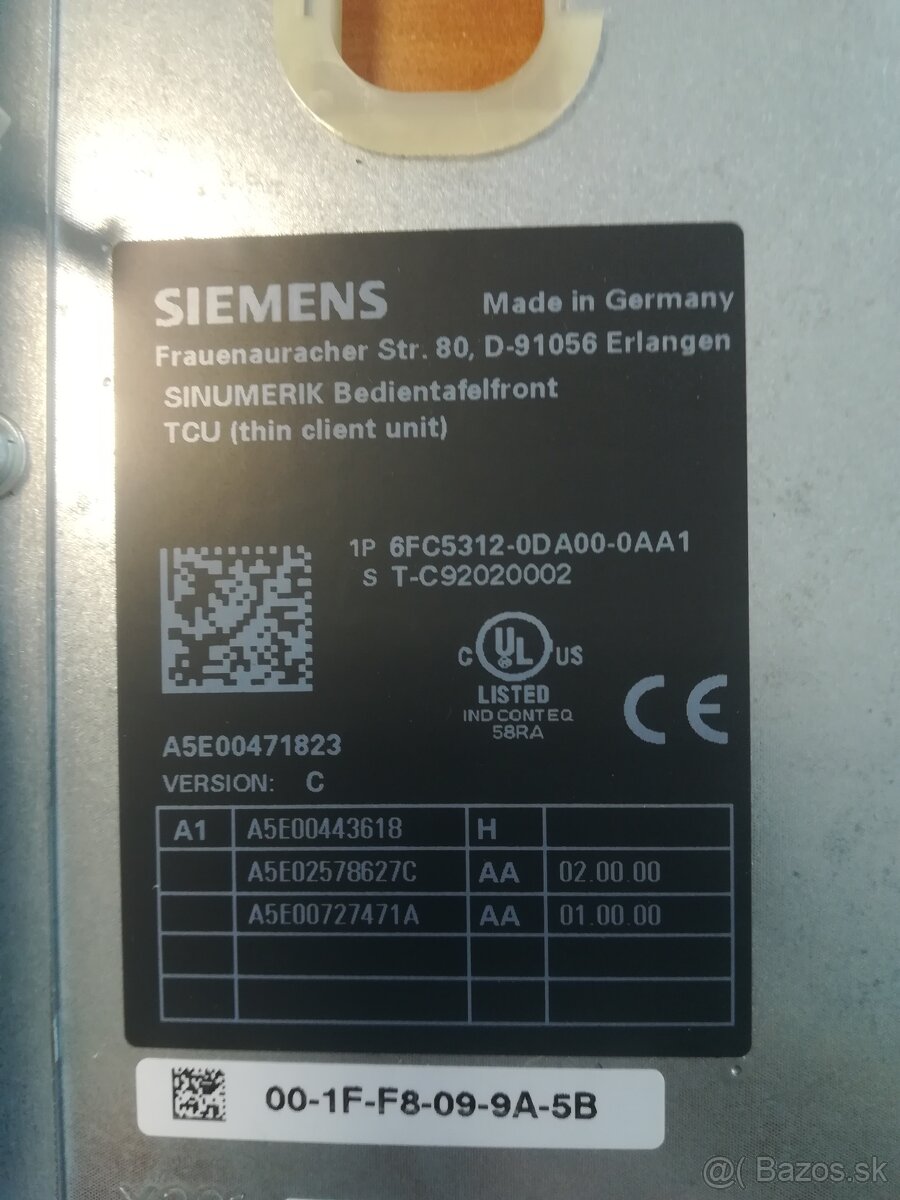 SIEMENS Made in Germany
Frauenauracher Str. 80, D-91056 Erlangen
SINUMERIK Bedientafelfront
TCU (thin client unit)
1P 6FC5312-0DA00-0AA1
S T-C92020002
C UL US
LISTED
IND CONT EQ
58RA
CE
A5E00471823
VERSION: C
A1 A5E00443618 H
A5E02578627C AA 02.00.00
A5E00727471A AA 01.00.00
00-1F-F8-09-9A-5B
@( Bazos.sk